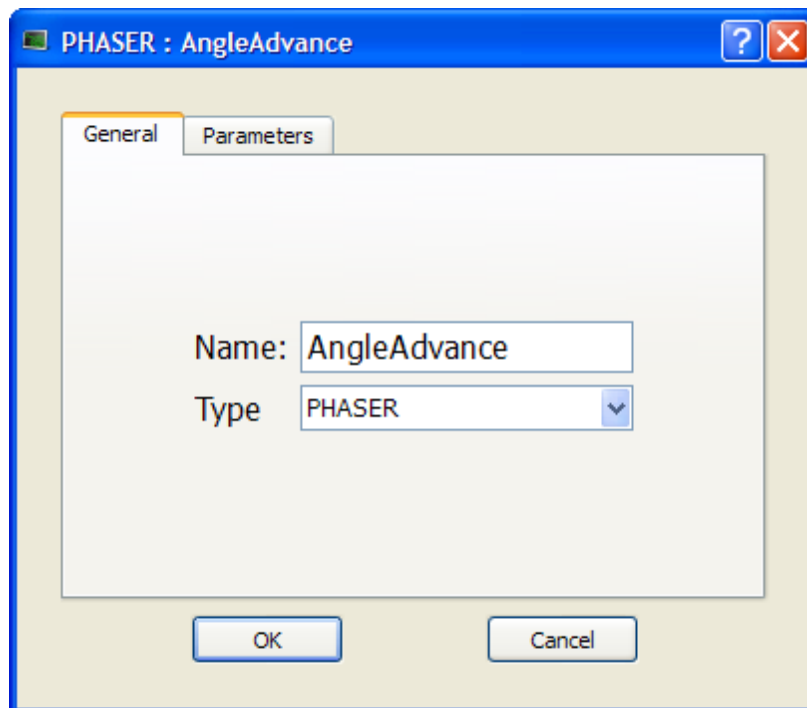 PHASER : AngleAdvance
?
General Parameters
Name: AngleAdvance
Type PHASER
OK Cancel